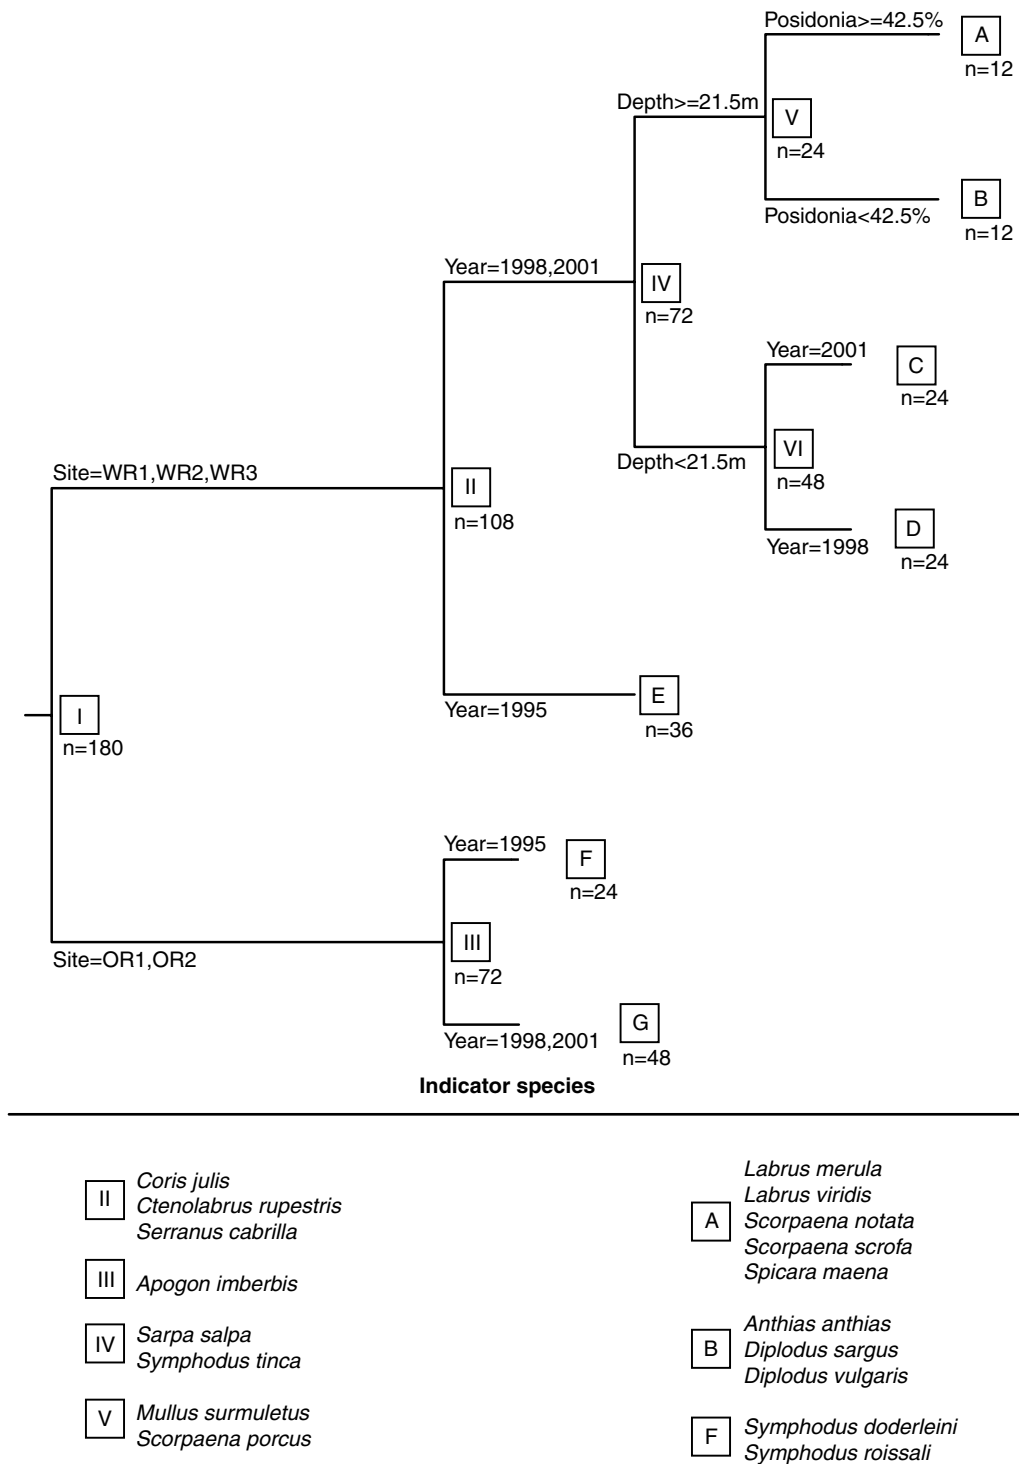 Posidonia>=42.5%
A
n=12
Depth>=21.5m
V
n=24
B
Posidonia<42.5%
n=12
Year=1998,2001
IV
n=72
Year=2001
C
n=24
Depth<21.5m
VI
n=48
D
Year=1998
n=24
Site=WR1,WR2,WR3
II
n=108
E
Year=1995
n=36
I
n=180
Year=1995
F
n=24
Site=OR1,OR2
III
n=72
G
Year=1998,2001
n=48
Indicator species
II
Coris julis
Ctenolabrus rupestris
Serranus cabrilla
III
Apogon imberbis
IV
Sarpa salpa
Symphodus tinca
V
Mullus surmuletus
Scorpaena porcus
A
Labrus merula
Labrus viridis
Scorpaena notata
Scorpaena scrofa
Spicara maena
B
Anthias anthias
Diplodus sargus
Diplodus vulgaris
F
Symphodus doderleini
Symphodus roissali